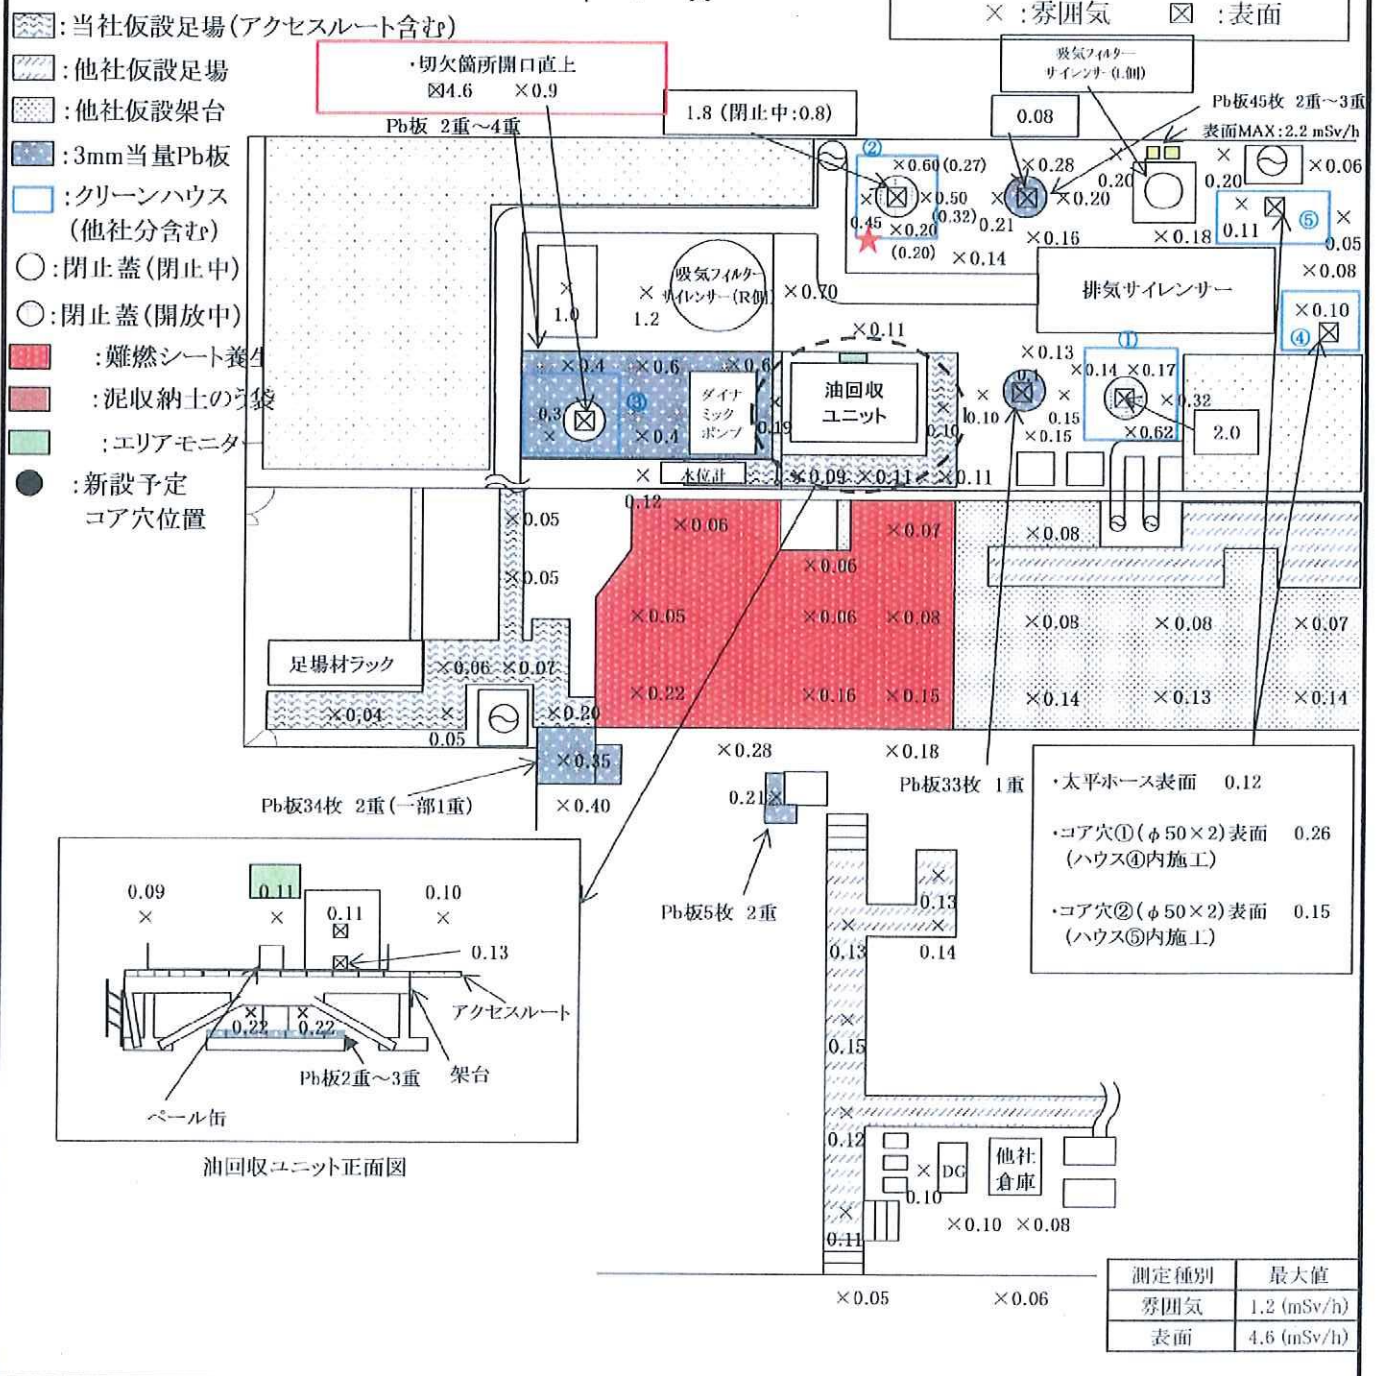 × :雰囲気 ☒ :表面
:当社仮設足場(アクセスルート含む)
:他社仮設足場
:他社仮設架台
:3mm当量Pb板
:クリーンハウス
(他社分含む)
:閉止蓋(閉止中)
:閉止蓋(開放中)
:難燃シート養生
:泥収納土のう袋
:エリアモニター
:新設予定
コア穴位置
・切欠箇所開口直上
☒4.6 ×0.9
Pb板 2重～4重
1.8 (閉止中:0.8)
0.08
吸気フィルター
サイレンサー(L側)
Pb板45枚 2重～3重
表面MAX:2.2 mSv/h
②
×0.60(0.27)
×0.50
(0.32)
0.45
×0.20
(0.20)
×0.28
×0.20
0.21
×0.16
×0.14
0.20
0.20
×0.18
×0.06
0.11
⑤
0.05
×0.08
×0.10
④
1.0
1.2
吸気フィルター
サイレンサー(R側)
×0.70
排気サイレンサー
×0.11
×0.4
×0.6
×0.6
0.3
③
×0.4
ダイナ
ミック
ポンプ
0.19
油回収
ユニット
0.10
×0.09
×0.11
×0.11
水位計
0.12
×0.13
0.1
0.10
0.15
×0.15
①
×0.14
×0.17
×0.32
×0.62
2.0
×0.05
×0.05
×0.06
×0.07
×0.06
×0.05
×0.06
×0.08
×0.22
×0.16
×0.15
×0.08
×0.08
×0.08
×0.07
×0.14
×0.13
×0.14
足場材ラック
×0.06
×0.07
×0.04
0.05
×0.20
×0.35
×0.40
Pb板34枚 2重(一部1重)
×0.28
×0.18
0.21×
Pb板33枚 1重
Pb板5枚 2重
・太平ホース表面 0.12
・コア穴①(φ50×2)表面 0.26
(ハウス④内施工)
・コア穴②(φ50×2)表面 0.15
(ハウス⑤内施工)
0.09
0.11
0.11
0.10
0.13
アクセスルート
0.22
0.22
Pb板2重～3重
架台
ペール缶
油回収ユニット正面図
0.13
0.13
0.14
0.15
0.12
0.10
DG
他社
倉庫
×0.10
×0.08
0.11
×0.05
×0.06
測定種別 最大値
雰囲気 1.2 (mSv/h)
表面 4.6 (mSv/h)